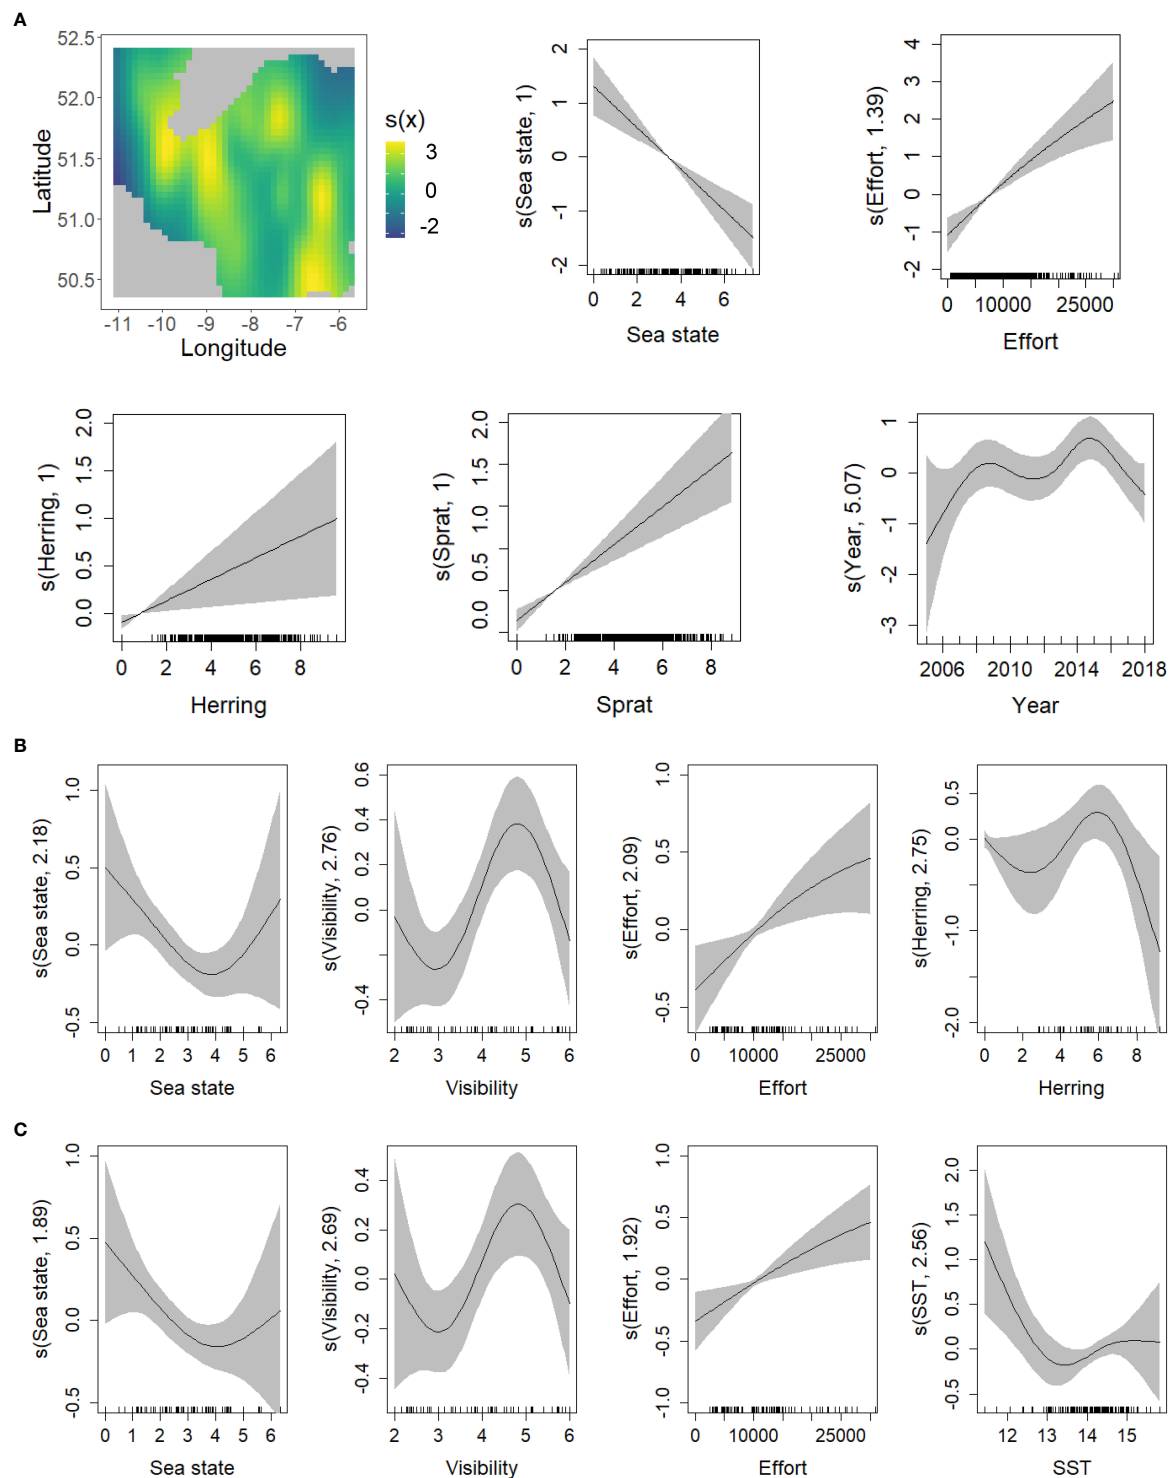 A
52.5
52.0
51.5
51.0
50.5
Latitude
-11 -10 -9 -8 -7 -6
Longitude
s(x)
3
0
-2
s(Sea state, 1)
2
1
0
-1
-2
0 2 4 6
Sea state
s(Effort, 1.39)
4
3
2
1
0
-1
-2
0 10000 25000
Effort
s(Herring, 1)
2.0
1.5
1.0
0.5
0.0
0 2 4 6 8
Herring
s(Sprat, 1)
2.0
1.5
1.0
0.5
0.0
0 2 4 6 8
Sprat
s(Year, 5.07)
1
0
-1
-2
-3
2006 2010 2014 2018
Year
B
s(Sea state, 2.18)
1.0
0.5
0.0
-0.5
0 1 2 3 4 5 6
Sea state
s(Visibility, 2.76)
0.6
0.4
0.2
0.0
-0.4
2 3 4 5 6
Visibility
s(Effort, 2.09)
1.0
0.5
0.0
-0.5
0 10000 25000
Effort
s(Herring, 2.75)
0.5
0.0
-1.0
-2.0
0 2 4 6 8
Herring
C
s(Sea state, 1.89)
1.0
0.5
0.0
-0.5
0 1 2 3 4 5 6
Sea state
s(Visibility, 2.69)
0.4
0.2
0.0
-0.2
-0.4
2 3 4 5 6
Visibility
s(Effort, 1.92)
1.0
0.5
0.0
-0.5
-1.0
0 10000 25000
Effort
s(SST, 2.56)
2.0
1.5
1.0
0.5
0.0
-0.5
12 13 14 15
SST